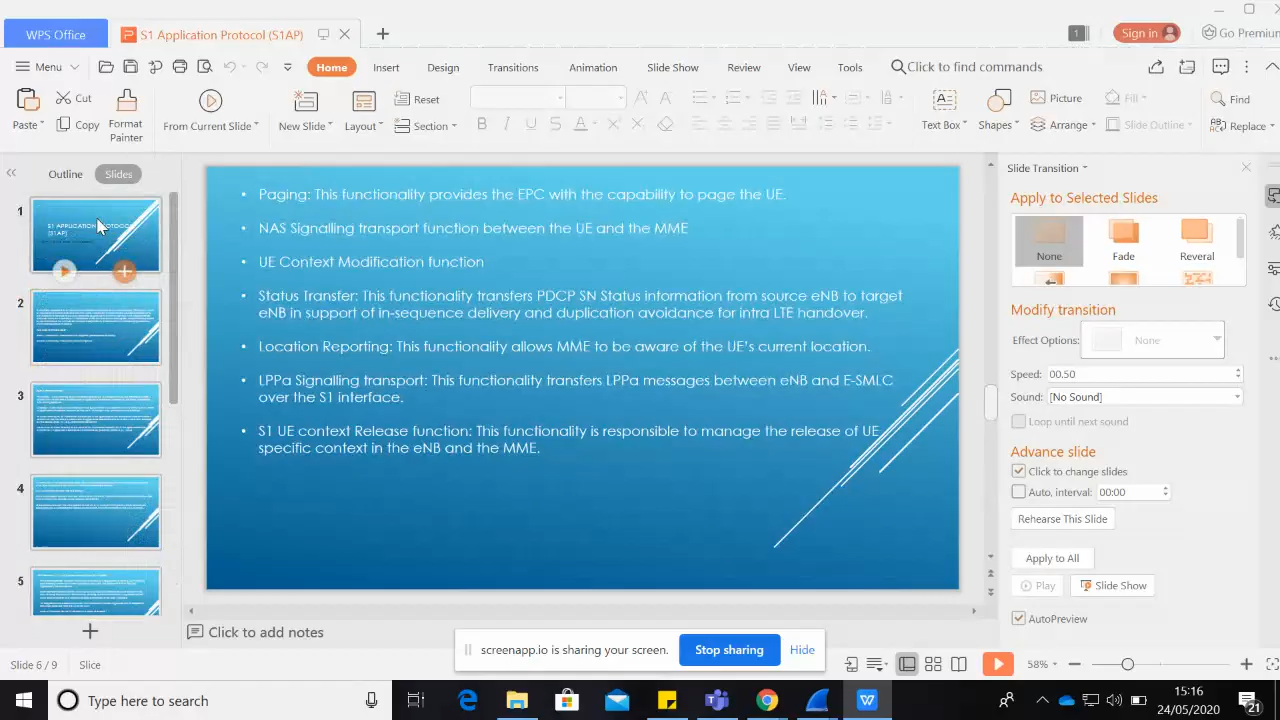 WPS Office
S1 Application Protocol (S1AP)
1
Sign in
Go Premium
Menu
Home
Insert
Design
Transitions
Animation
Slide Show
Review
View
Tools
Click to find commands
Paste
Cut
Copy
Format
Painter
From Current Slide
New Slide
Layout
Reset
Section
B I U S A
Text Box
Shapes
Picture
Arrange
Fill
Slide Outline
Find
Replace
Outline
Slides
1
S1 APPLICATION PROTOCOL
(S1AP)
2
3
4
5
• Paging: This functionality provides the EPC with the capability to page the UE.
• NAS Signalling transport function between the UE and the MME
• UE Context Modification function
• Status Transfer: This functionality transfers PDCP SN Status information from source eNB to target
eNB in support of in-sequence delivery and duplication avoidance for intra LTE handover.
• Location Reporting: This functionality allows MME to be aware of the UE's current location.
• LPPa Signalling transport: This functionality transfers LPPa messages between eNB and E-SMLC
over the S1 interface.
• S1 UE context Release function: This functionality is responsible to manage the release of UE
specific context in the eNB and the MME.
Slide Transition
Apply to Selected Slides
None
Fade
Reveral
Modify transition
Effect Options:
None
Speed: 00.50
Sound: [No Sound]
Loop until next sound
Advance slide
Click to change slides
Auto, interval: 00:00
Rehearse This Slide
Apply to All
Play
Slide Show
AutoPreview
Click to add notes
screenapp.io is sharing your screen.
Stop sharing
Hide
Slide 6 / 9
Slice
58%
Type here to search
15:16
24/05/2020
21